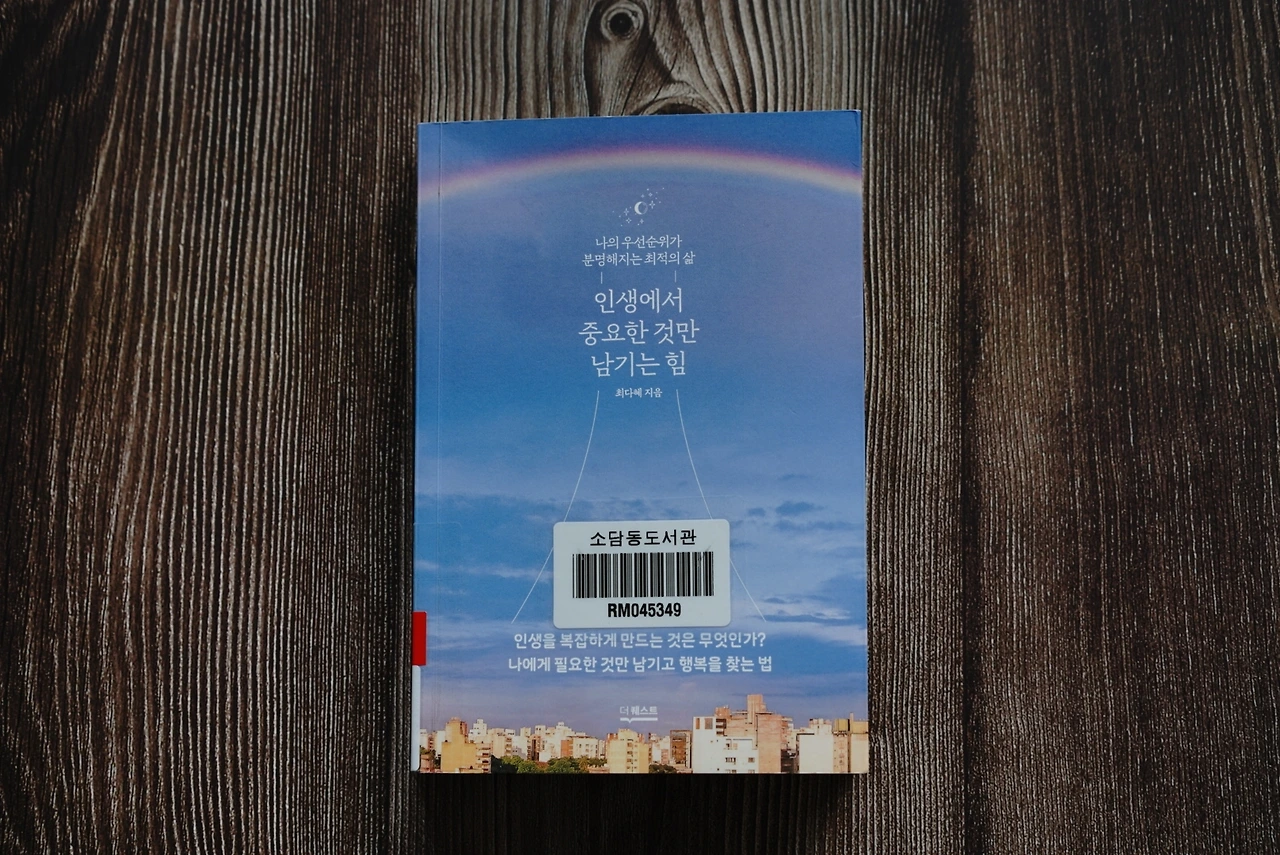 나의 우선순위가
분명해지는 최적의 삶
인생에서
중요한 것만
남기는 힘
최다혜 지음
소담동도서관
RM045349
인생을 복잡하게 만드는 것은 무엇인가?
나에게 필요한 것만 남기고 행복을 찾는 법
더 퀘스트